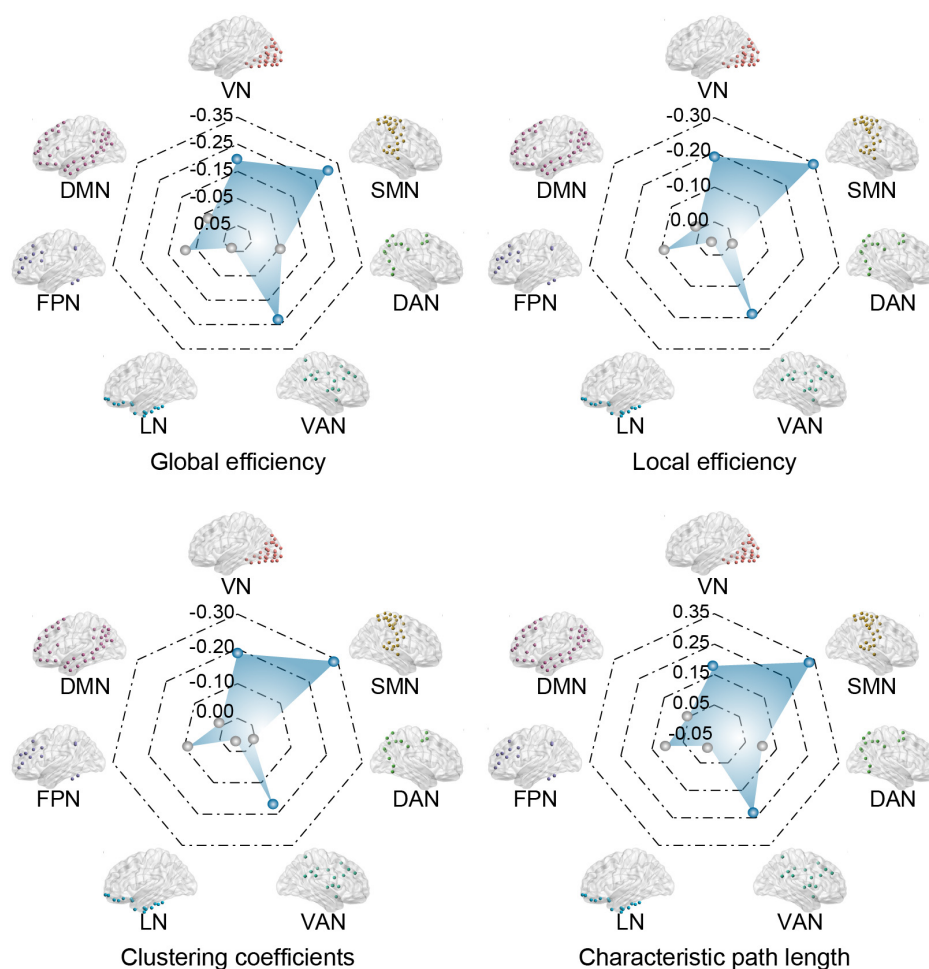 VN
-0.35
-0.25
-0.15
-0.05
0.05
DMN
SMN
FPN
DAN
LN
VAN
Global efficiency
VN
-0.30
-0.20
-0.10
0.00
DMN
SMN
FPN
DAN
LN
VAN
Local efficiency
VN
-0.30
-0.20
-0.10
0.00
DMN
SMN
FPN
DAN
LN
VAN
Clustering coefficients
VN
0.35
0.25
0.15
0.05
-0.05
DMN
SMN
FPN
DAN
LN
VAN
Characteristic path length